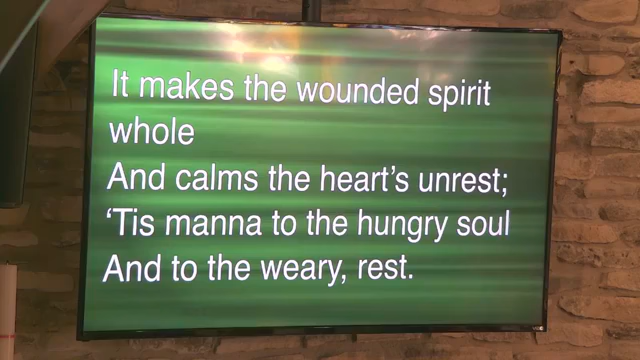 It makes the wounded spirit
whole
And calms the heart’s unrest;
‘Tis manna to the hungry soul
And to the weary, rest.